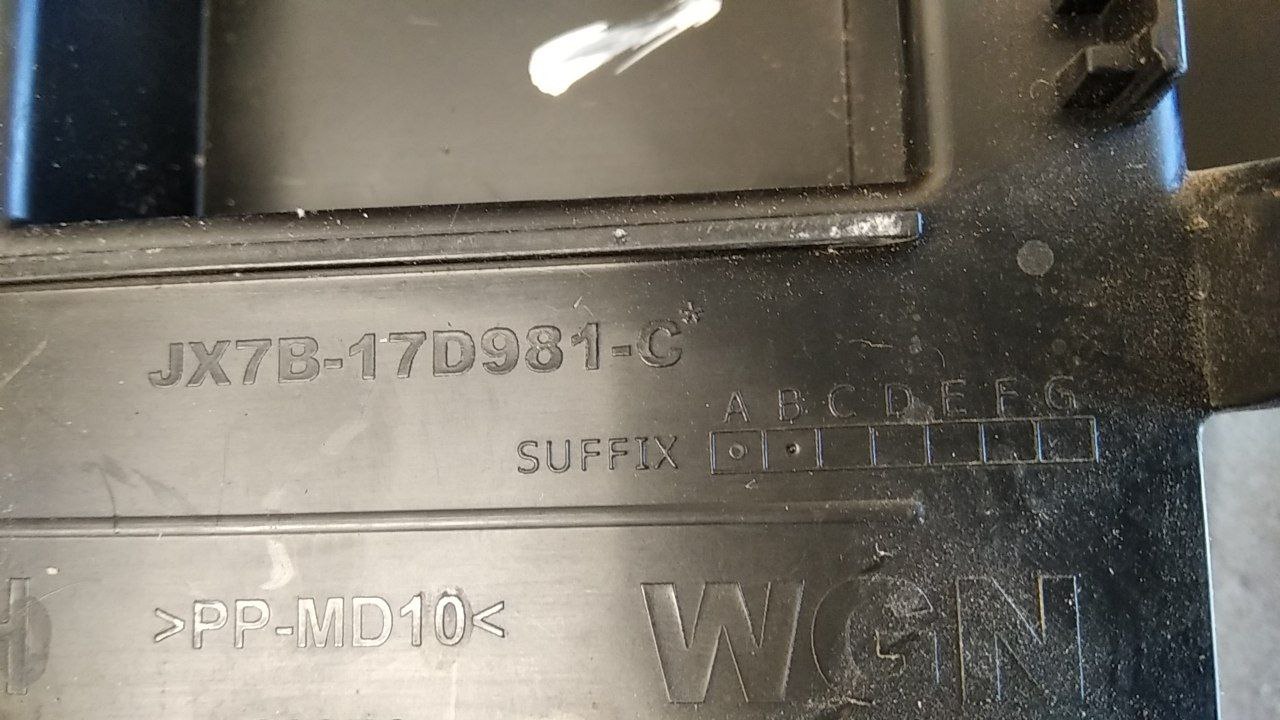 JX7B-17D981-C*
A B C D E F G
SUFFIX
>PP-MD10<
WGN